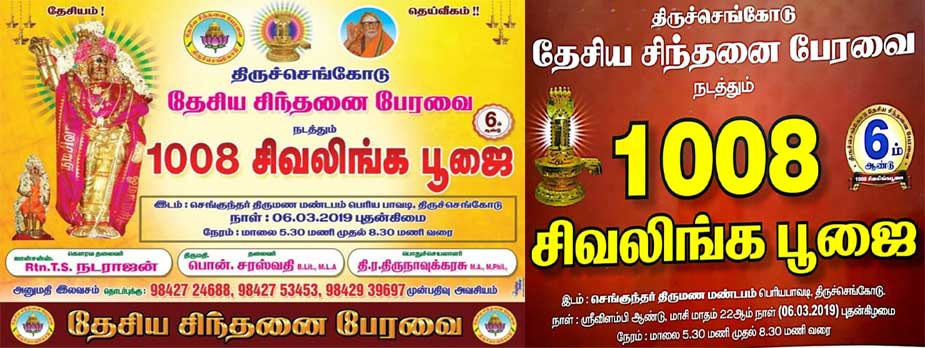 தேசியம் !
தெய்வீகம் !!
திருச்செங்கோடு
தேசிய சிந்தனை பேரவை
நடத்தும்
6ம் ஆண்டு
1008 சிவலிங்க பூஜை
இடம் : செங்குந்தர் திருமண மண்டபம் பெரிய பாவடி, திருச்செங்கோடு
நாள் : 06.03.2019 புதன்கிமை
நேரம் : மாலை 5.30 மணி முதல் 8.30 மணி வரை
கௌரவ தலைவர்
Rtn.T.S. நடராஜன்
திருமதி. தலைவர்
பொன். சரஸ்வதி B.Lit., M.L.A
பொதுச்செயலாளர்
தி.ர.திருநாவுக்கரசு M.A., M.Phil.,
அனுமதி இலவசம் தொடர்புக்கு: 98427 24688, 98427 53453, 98429 39697 முன்பதிவு அவசியம்
தேசிய சிந்தனை பேரவை
திருச்செங்கோடு
தேசிய சிந்தனை பேரவை
நடத்தும்
1008
6ம்
ஆண்டு
1008 சிவலிங்கபூஜை
சிவலிங்க பூஜை
இடம் : செங்குந்தர் திருமண மண்டபம் பெரியபாவடி, திருச்செங்கோடு.
நாள் : ஸ்ரீவிளம்பி ஆண்டு, மாசி மாதம் 22ஆம் நாள் (06.03.2019) புதன்கிழமை
நேரம் : மாலை 5.30 மணி முதல் 8.30 மணி வரை